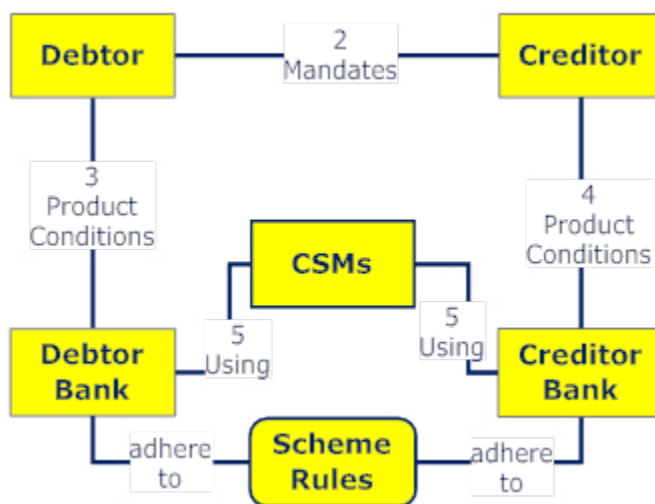 Debtor
2
Mandates
Creditor
3
Product
Conditions
4
Product
Conditions
CSMs
5
Using
5
Using
Debtor
Bank
Creditor
Bank
adhere
to
Scheme
Rules
adhere
to